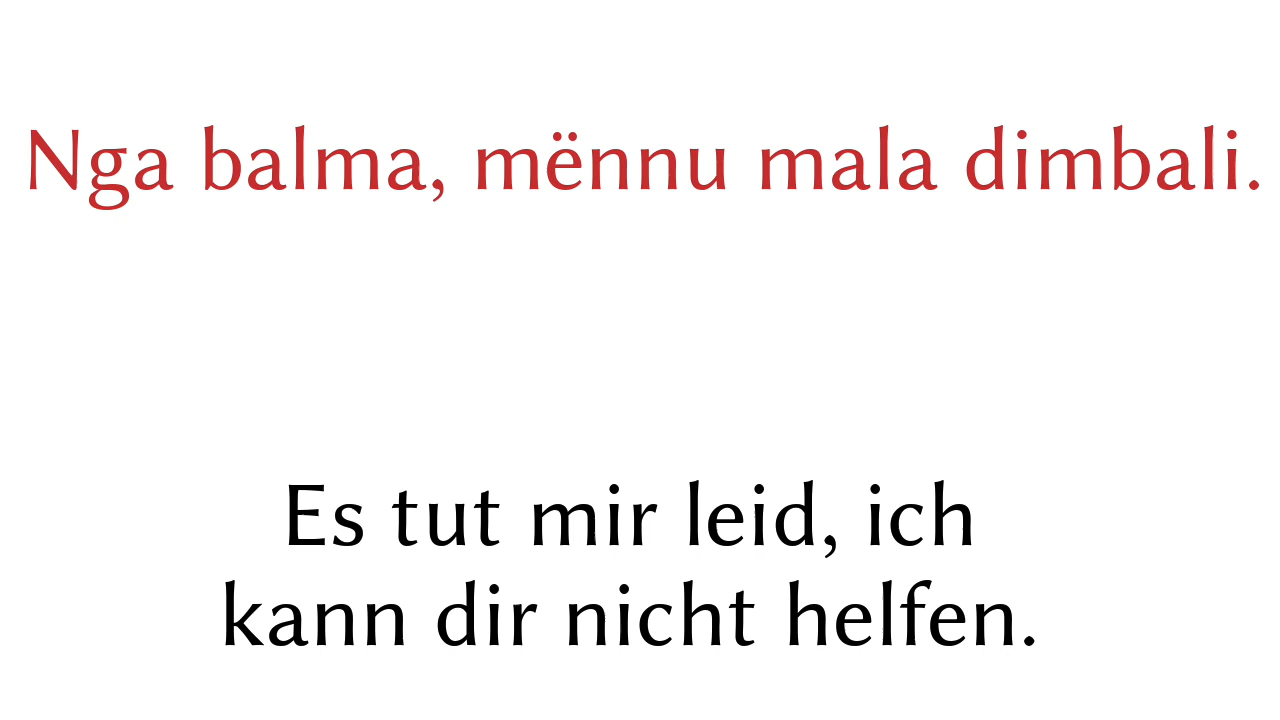 Nga balma, mënnu mala dimbali.
Es tut mir leid, ich
kann dir nicht helfen.